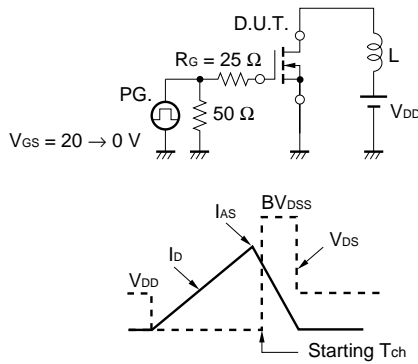 D.U.T.
RG = 25 Ω
L
PG.
50 Ω
VDD
VGS = 20 → 0 V
BVDSS
IAS
VDS
ID
VDD
Starting Tch